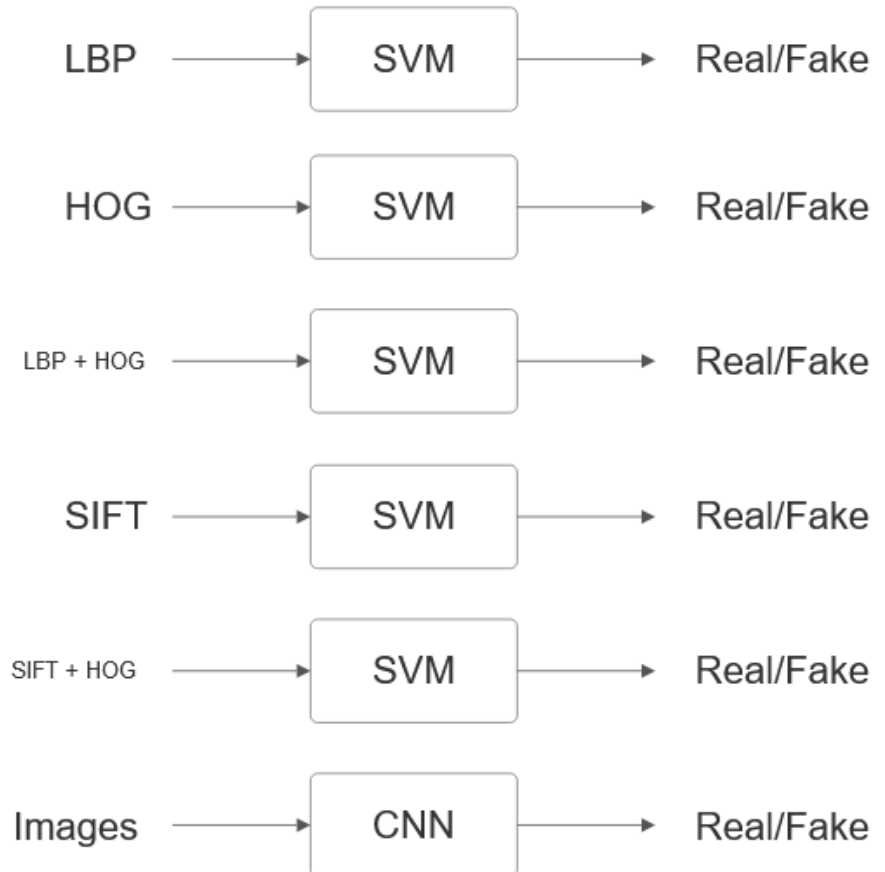 LBP SVM Real/Fake
HOG SVM Real/Fake
LBP + HOG SVM Real/Fake
SIFT SVM Real/Fake
SIFT + HOG SVM Real/Fake
Images CNN Real/Fake